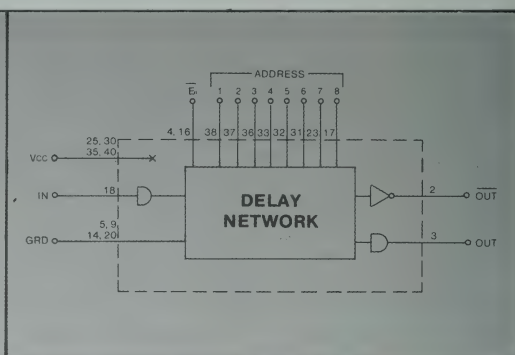 ADDRESS
E 1 2 3 4 5 6 7 8
4, 16 38 37 36 33 32 31 23 17
25, 30
VCC 35, 40
IN 18
DELAY
NETWORK
2 OUT
3 OUT
5, 9
GRD 14, 20